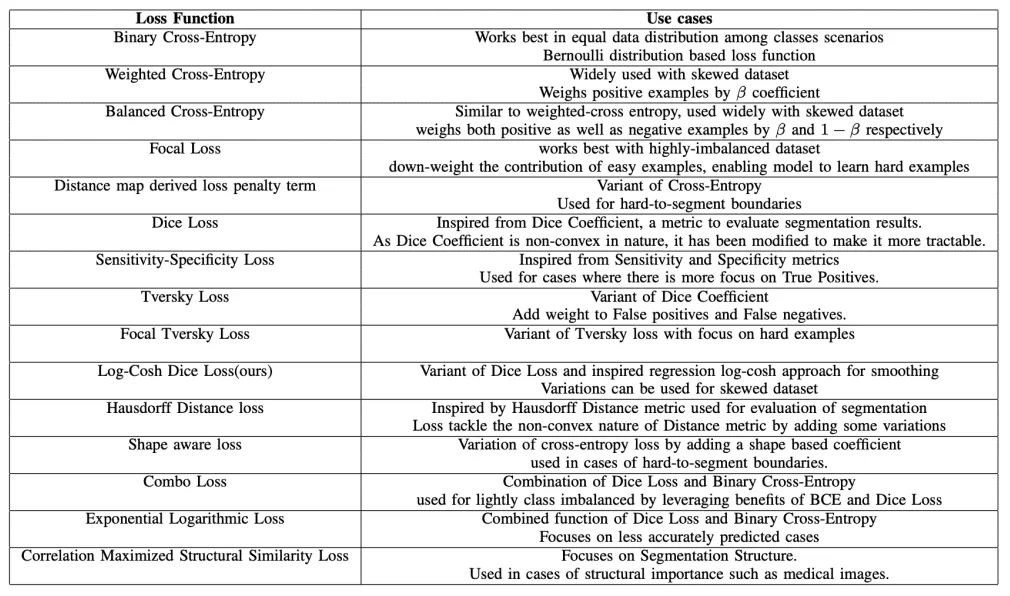 Loss Function Use cases
Binary Cross-Entropy Works best in equal data distribution among classes scenarios
Bernoulli distribution based loss function
Weighted Cross-Entropy Widely used with skewed dataset
Weighs positive examples by β coefficient
Balanced Cross-Entropy Similar to weighted-cross entropy, used widely with skewed dataset
weighs both positive as well as negative examples by β and 1 − β respectively
Focal Loss works best with highly-imbalanced dataset
down-weight the contribution of easy examples, enabling model to learn hard examples
Distance map derived loss penalty term Variant of Cross-Entropy
Used for hard-to-segment boundaries
Dice Loss Inspired from Dice Coefficient, a metric to evaluate segmentation results.
As Dice Coefficient is non-convex in nature, it has been modified to make it more tractable.
Sensitivity-Specificity Loss Inspired from Sensitivity and Specificity metrics
Used for cases where there is more focus on True Positives.
Tversky Loss Variant of Dice Coefficient
Add weight to False positives and False negatives.
Focal Tversky Loss Variant of Tversky loss with focus on hard examples
Log-Cosh Dice Loss(ours) Variant of Dice Loss and inspired regression log-cosh approach for smoothing
Variations can be used for skewed dataset
Hausdorff Distance loss Inspired by Hausdorff Distance metric used for evaluation of segmentation
Loss tackle the non-convex nature of Distance metric by adding some variations
Shape aware loss Variation of cross-entropy loss by adding a shape based coefficient
used in cases of hard-to-segment boundaries.
Combo Loss Combination of Dice Loss and Binary Cross-Entropy
used for lightly class imbalanced by leveraging benefits of BCE and Dice Loss
Exponential Logarithmic Loss Combined function of Dice Loss and Binary Cross-Entropy
Focuses on less accurately predicted cases
Correlation Maximized Structural Similarity Loss Focuses on Segmentation Structure.
Used in cases of structural importance such as medical images.